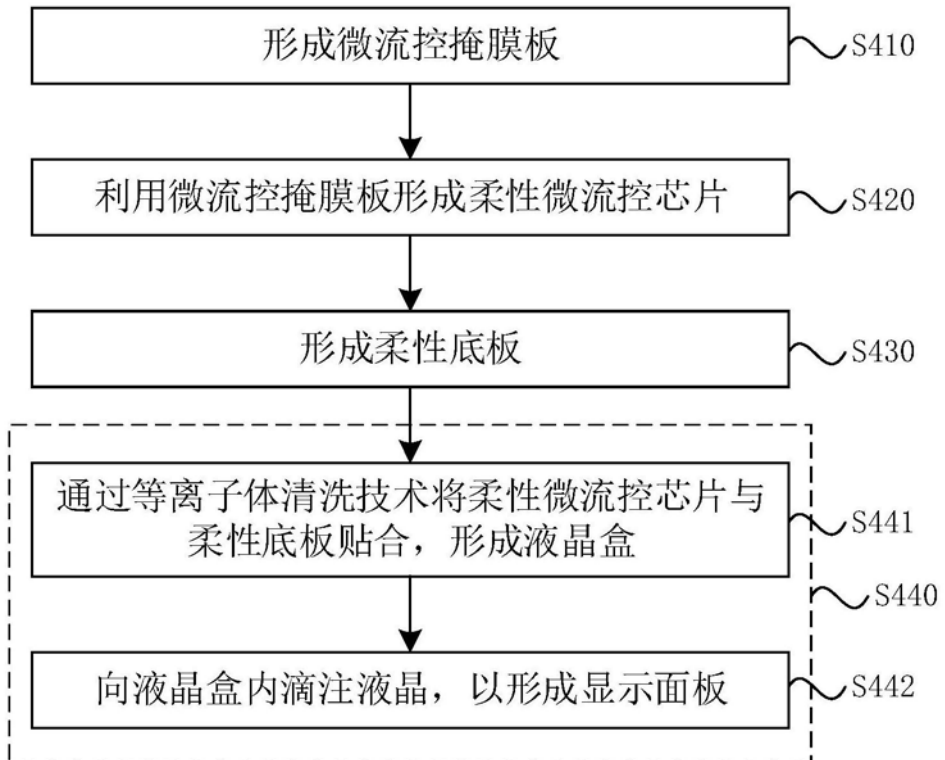 形成微流控掩膜板
S410
利用微流控掩膜板形成柔性微流控芯片
S420
形成柔性底板
S430
通过等离子体清洗技术将柔性微流控芯片与
柔性底板贴合，形成液晶盒
S441
S440
向液晶盒内滴注液晶，以形成显示面板
S442